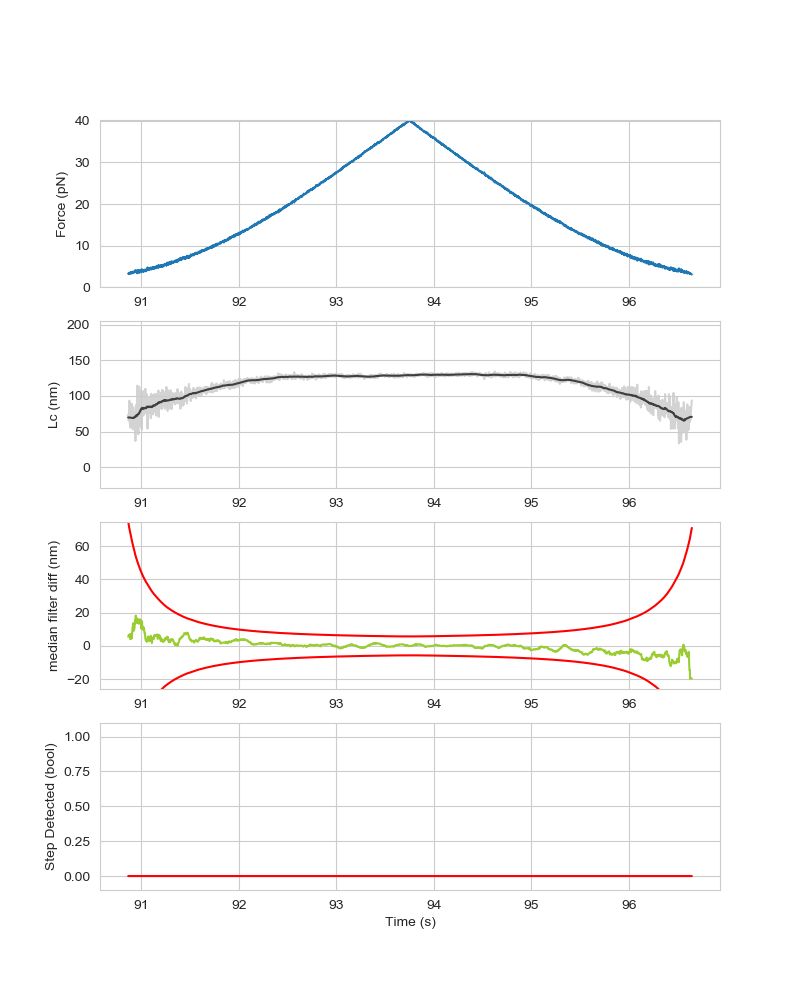 Force (pN)
40
30
20
10
0
91 92 93 94 95 96
Lc (nm)
200
150
100
50
0
91 92 93 94 95 96
median filter diff (nm)
60
40
20
0
−20
91 92 93 94 95 96
Step Detected (bool)
1.00
0.75
0.50
0.25
0.00
91 92 93 94 95 96
Time (s)